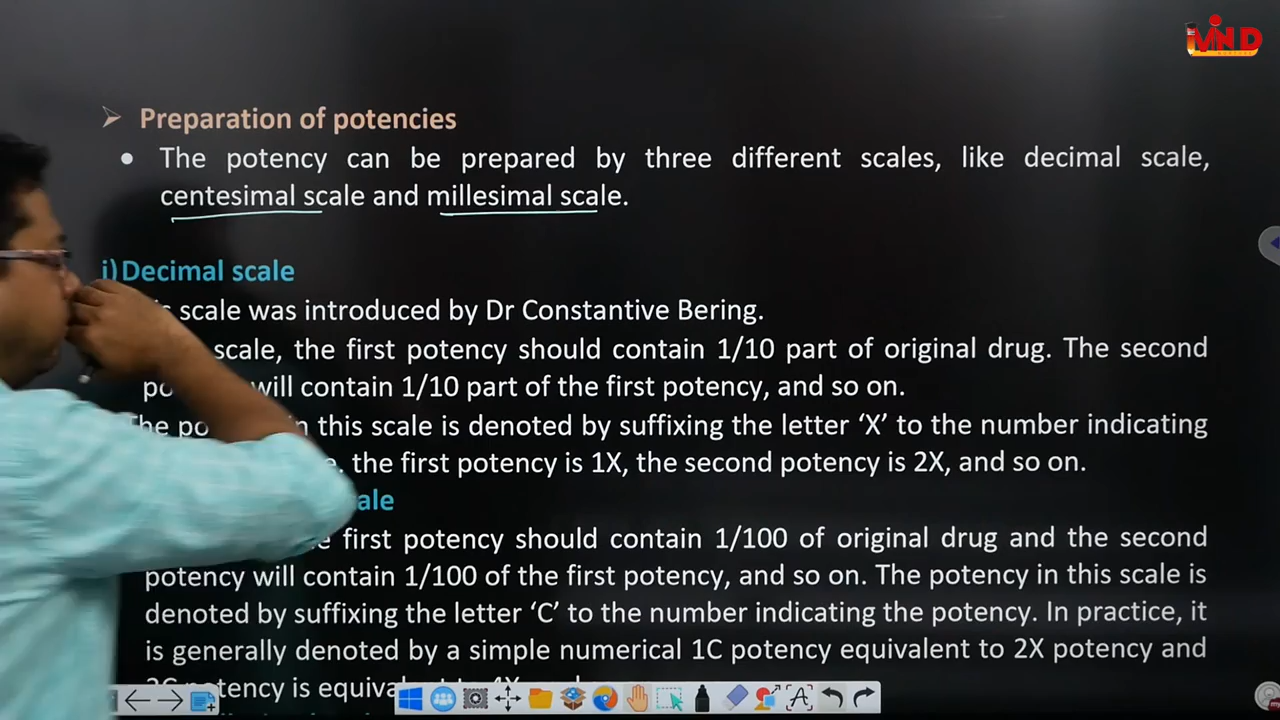 MIND
➢ Preparation of potencies
• The potency can be prepared by three different scales, like decimal scale,
centesimal scale and millesimal scale.
i) Decimal scale
scale was introduced by Dr Constantive Bering.
scale, the first potency should contain 1/10 part of original drug. The second
will contain 1/10 part of the first potency, and so on.
The this scale is denoted by suffixing the letter ‘X’ to the number indicating
the first potency is 1X, the second potency is 2X, and so on.
first potency should contain 1/100 of original drug and the second
potency will contain 1/100 of the first potency, and so on. The potency in this scale is
denoted by suffixing the letter ‘C’ to the number indicating the potency. In practice, it
is generally denoted by a simple numerical 1C potency equivalent to 2X potency and
is